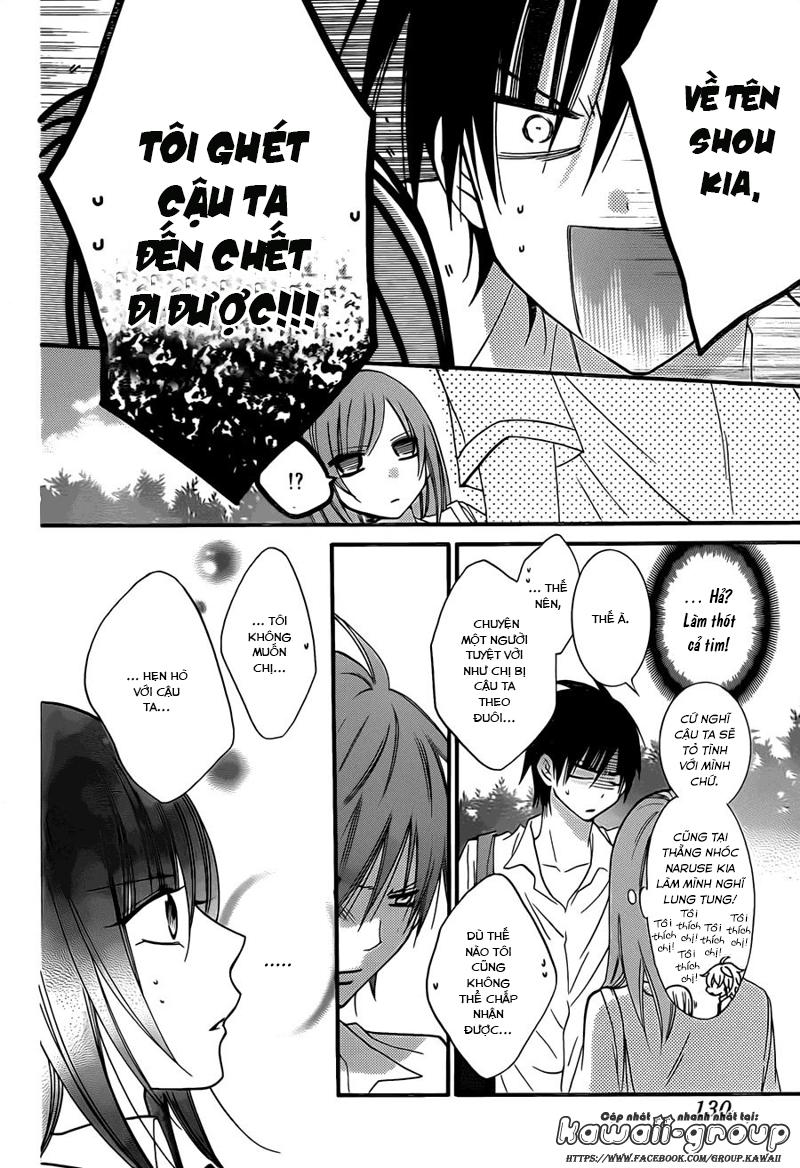 VỀ TÊN
SHOU
KIA,
TÔI GHÉT
CẬU TA
ĐẾN CHẾT
ĐI ĐƯỢC!!!
!?
... Hả?
Làm thót
cả tim!
THẾ À.
... THẾ
NÊN,
CHUYỆN
MỘT NGƯỜI
TUYỆT VỜI
NHƯ CHỊ BỊ
CẬU TA
THEO
ĐUÔI...
CỨ NGHĨ
CẬU TA SẼ
TỎ TÌNH
VỚI MÌNH
CHỨ.
CŨNG TẠI
THẰNG NHÓC
NARUSE KIA
LÀM MÌNH NGHĨ
LUNG TUNG!
Tôi
thích
chị!
Tôi
thích
chị!
Tôi
thích
chị!
Tôi
thích
chị!
Tôi
thích
chị!
DÙ THẾ
NÀO TÔI
CŨNG
KHÔNG
THỂ CHẤP
NHẬN
ĐƯỢC...
... TÔI
KHÔNG
MUỐN
CHỊ...
... HẸN HÒ
VỚI CẬU
TA...
.....
130
Cập nhật nhanh nhất tại:
kawaii-group
HTTPS://WWW.FACEBOOK.COM/GROUP.KAWAII